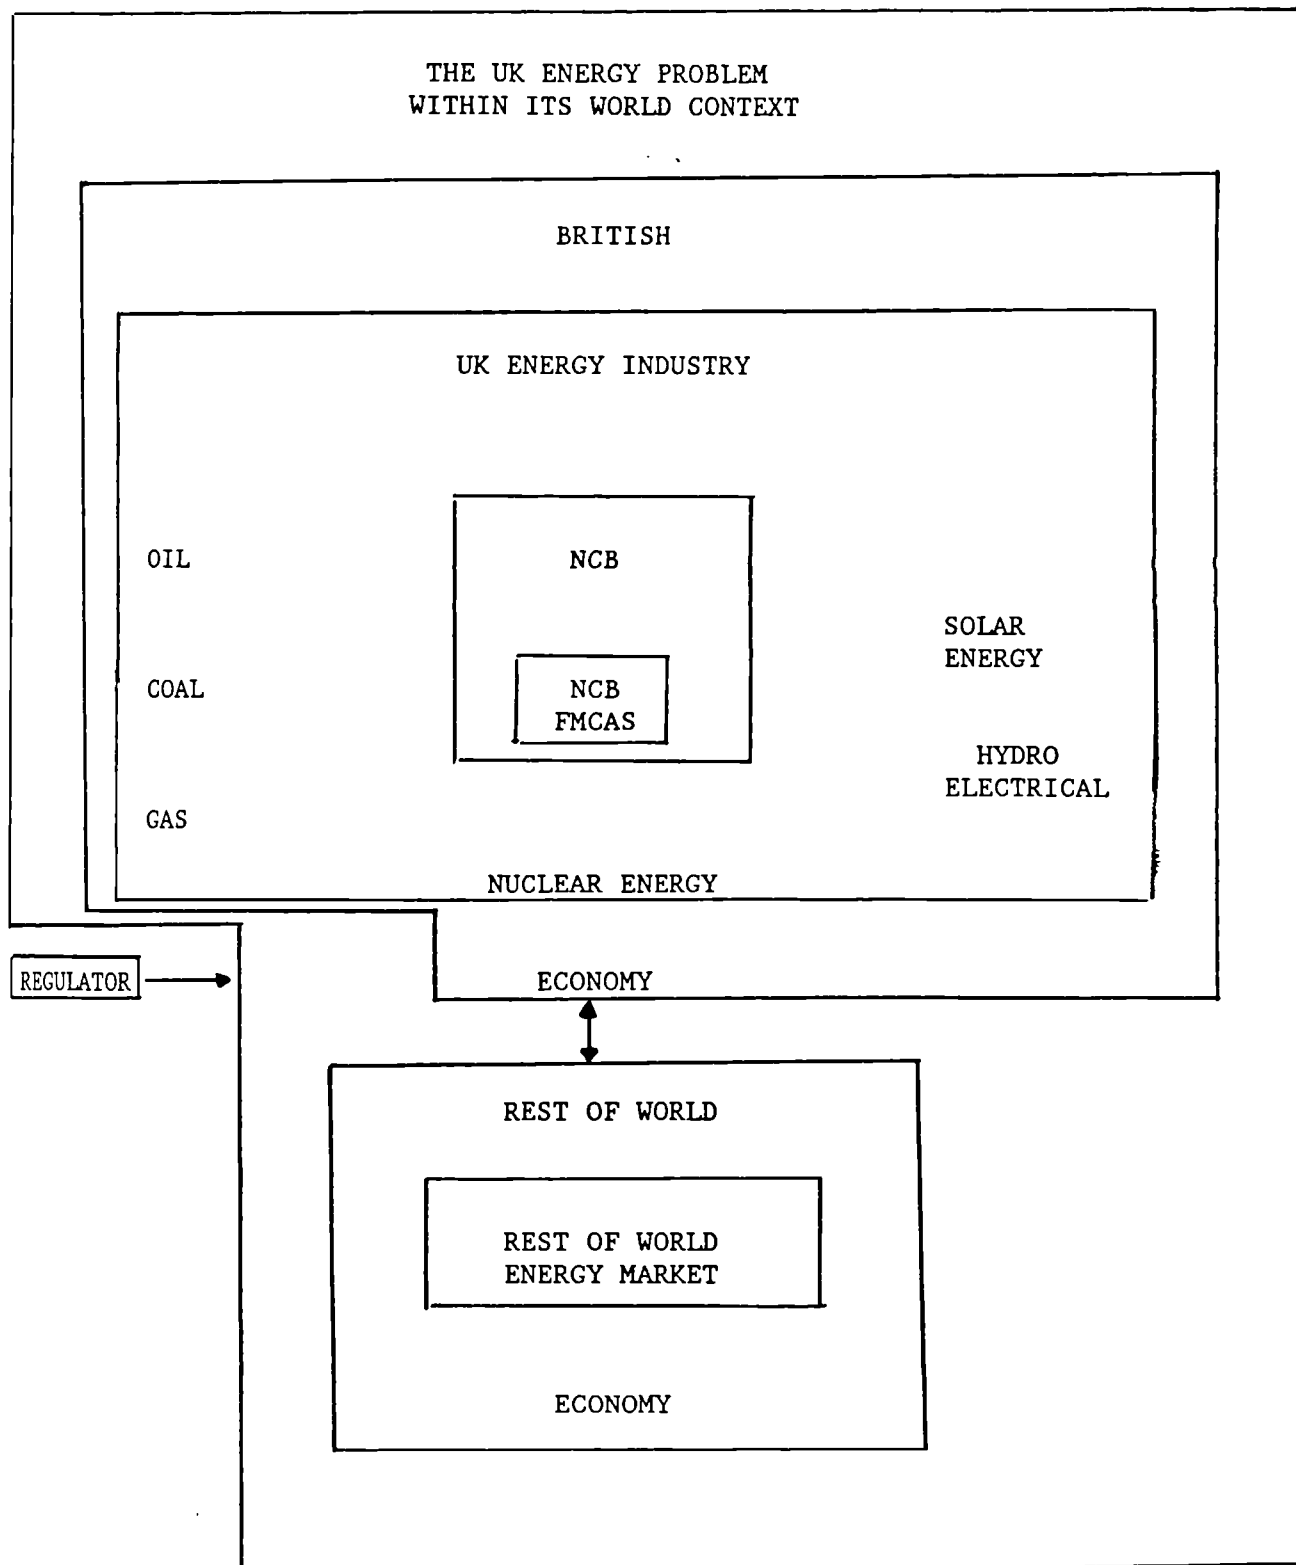 THE UK ENERGY PROBLEM
WITHIN ITS WORLD CONTEXT
BRITISH
UK ENERGY INDUSTRY
OIL
NCB
SOLAR
ENERGY
COAL
NCB
FMCAS
HYDRO
ELECTRICAL
GAS
NUCLEAR ENERGY
REGULATOR
ECONOMY
REST OF WORLD
REST OF WORLD
ENERGY MARKET
ECONOMY